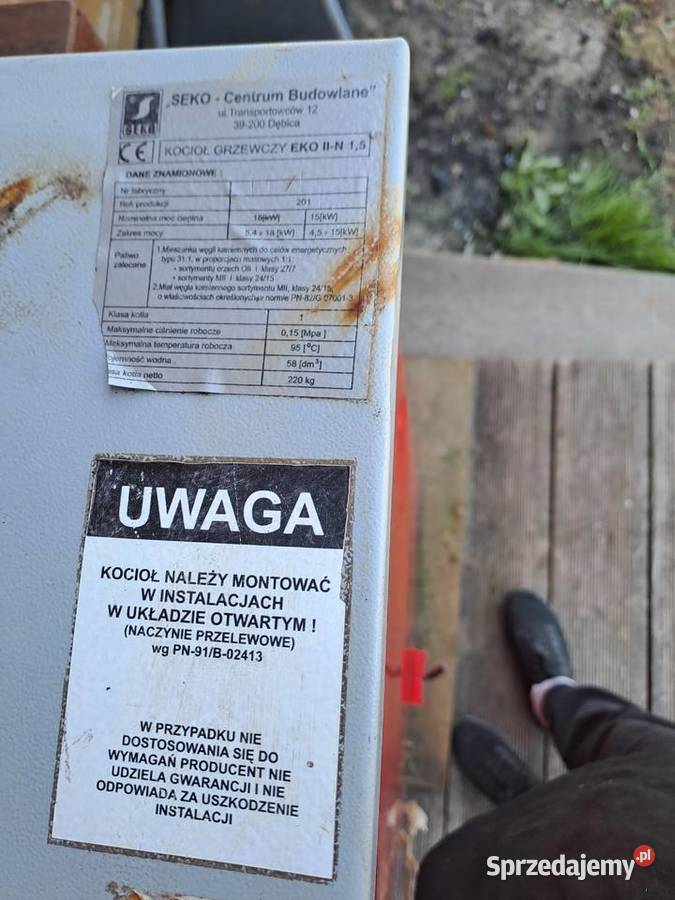 „SEKO - Centrum Budowlane"
ul. Transportowców 12
39-200 Dębica
SEKO
CE KOCIOŁ GRZEWCZY EKO II-N 1,5
DANE ZNAMIONOWE :
Nr fabryczny
Rok produkcji 201
Nominalna moc cieplna 18[kW] 15[kW]
Zakres mocy 5,4 ÷ 18 [kW] 4,5 ÷ 15[kW]
Paliwo zalecane
1.Mieszanka węgli kamiennych do celów energetycznych
typu 31.1, w proporcjach masowych 1:1:
- sortymentu orzech OII i klasy 27/7
- sortymenty MII i klasy 24/15
2.Miał węgla kamiennego sortymentu MII, klasy 24/15,
o właściwościach określonych w normie PN-82/G 97001-3
Klasa kotła 1
Maksymalne ciśnienie robocze 0,15 [Mpa]
Maksymalna temperatura robocza 95 [°C]
pojemność wodna 58 [dm³]
asa kotła netto 220 kg
UWAGA
KOCIOŁ NALEŻY MONTOWAĆ
W INSTALACJACH
W UKŁADZIE OTWARTYM !
(NACZYNIE PRZELEWOWE)
wg PN-91/B-02413
W PRZYPADKU NIE
DOSTOSOWANIA SIĘ DO
WYMAGAŃ PRODUCENT NIE
UDZIELA GWARANCJI I NIE
ODPOWIADA ZA USZKODZENIE
INSTALACJI
Sprzedajemy.pl